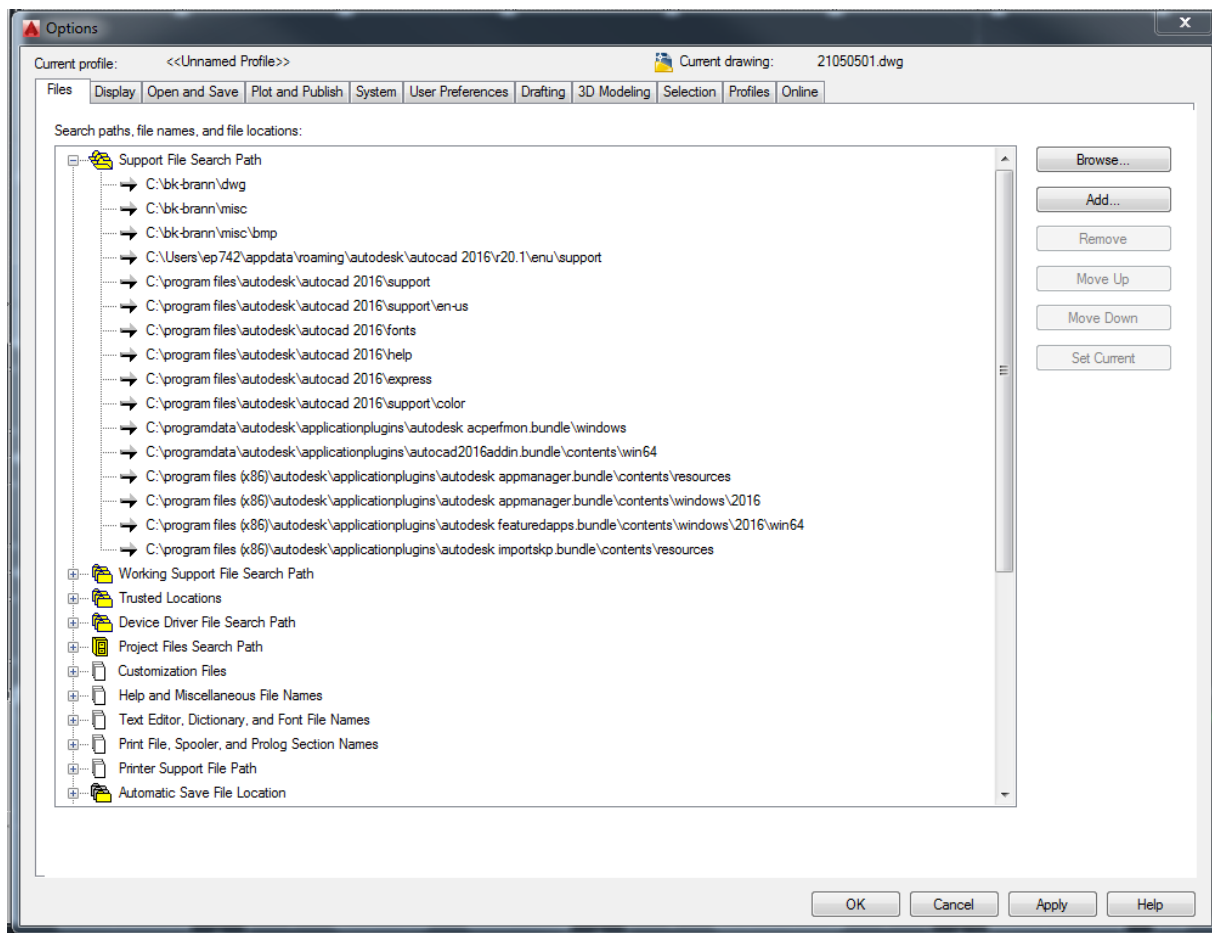 Options
x
Current profile: <<Unnamed Profile>> Current drawing: 21050501.dwg
Files Display Open and Save Plot and Publish System User Preferences Drafting 3D Modeling Selection Profiles Online
Search paths, file names, and file locations:
Support File Search Path
C:\bk-brann\dwg
C:\bk-brann\misc
C:\bk-brann\misc\bmp
C:\Users\ep742\appdata\roaming\autodesk\autocad 2016\r20.1\enu\support
C:\program files\autodesk\autocad 2016\support
C:\program files\autodesk\autocad 2016\support\en-us
C:\program files\autodesk\autocad 2016\fonts
C:\program files\autodesk\autocad 2016\help
C:\program files\autodesk\autocad 2016\express
C:\program files\autodesk\autocad 2016\support\color
C:\programdata\autodesk\applicationplugins\autodesk acperfmon.bundle\windows
C:\programdata\autodesk\applicationplugins\autocad2016addin.bundle\contents\win64
C:\program files (x86)\autodesk\applicationplugins\autodesk appmanager.bundle\contents\resources
C:\program files (x86)\autodesk\applicationplugins\autodesk appmanager.bundle\contents\windows\2016
C:\program files (x86)\autodesk\applicationplugins\autodesk featuredapps.bundle\contents\windows\2016\win64
C:\program files (x86)\autodesk\applicationplugins\autodesk importskp.bundle\contents\resources
Working Support File Search Path
Trusted Locations
Device Driver File Search Path
Project Files Search Path
Customization Files
Help and Miscellaneous File Names
Text Editor, Dictionary, and Font File Names
Print File, Spooler, and Prolog Section Names
Printer Support File Path
Automatic Save File Location
Browse...
Add...
Remove
Move Up
Move Down
Set Current
OK Cancel Apply Help